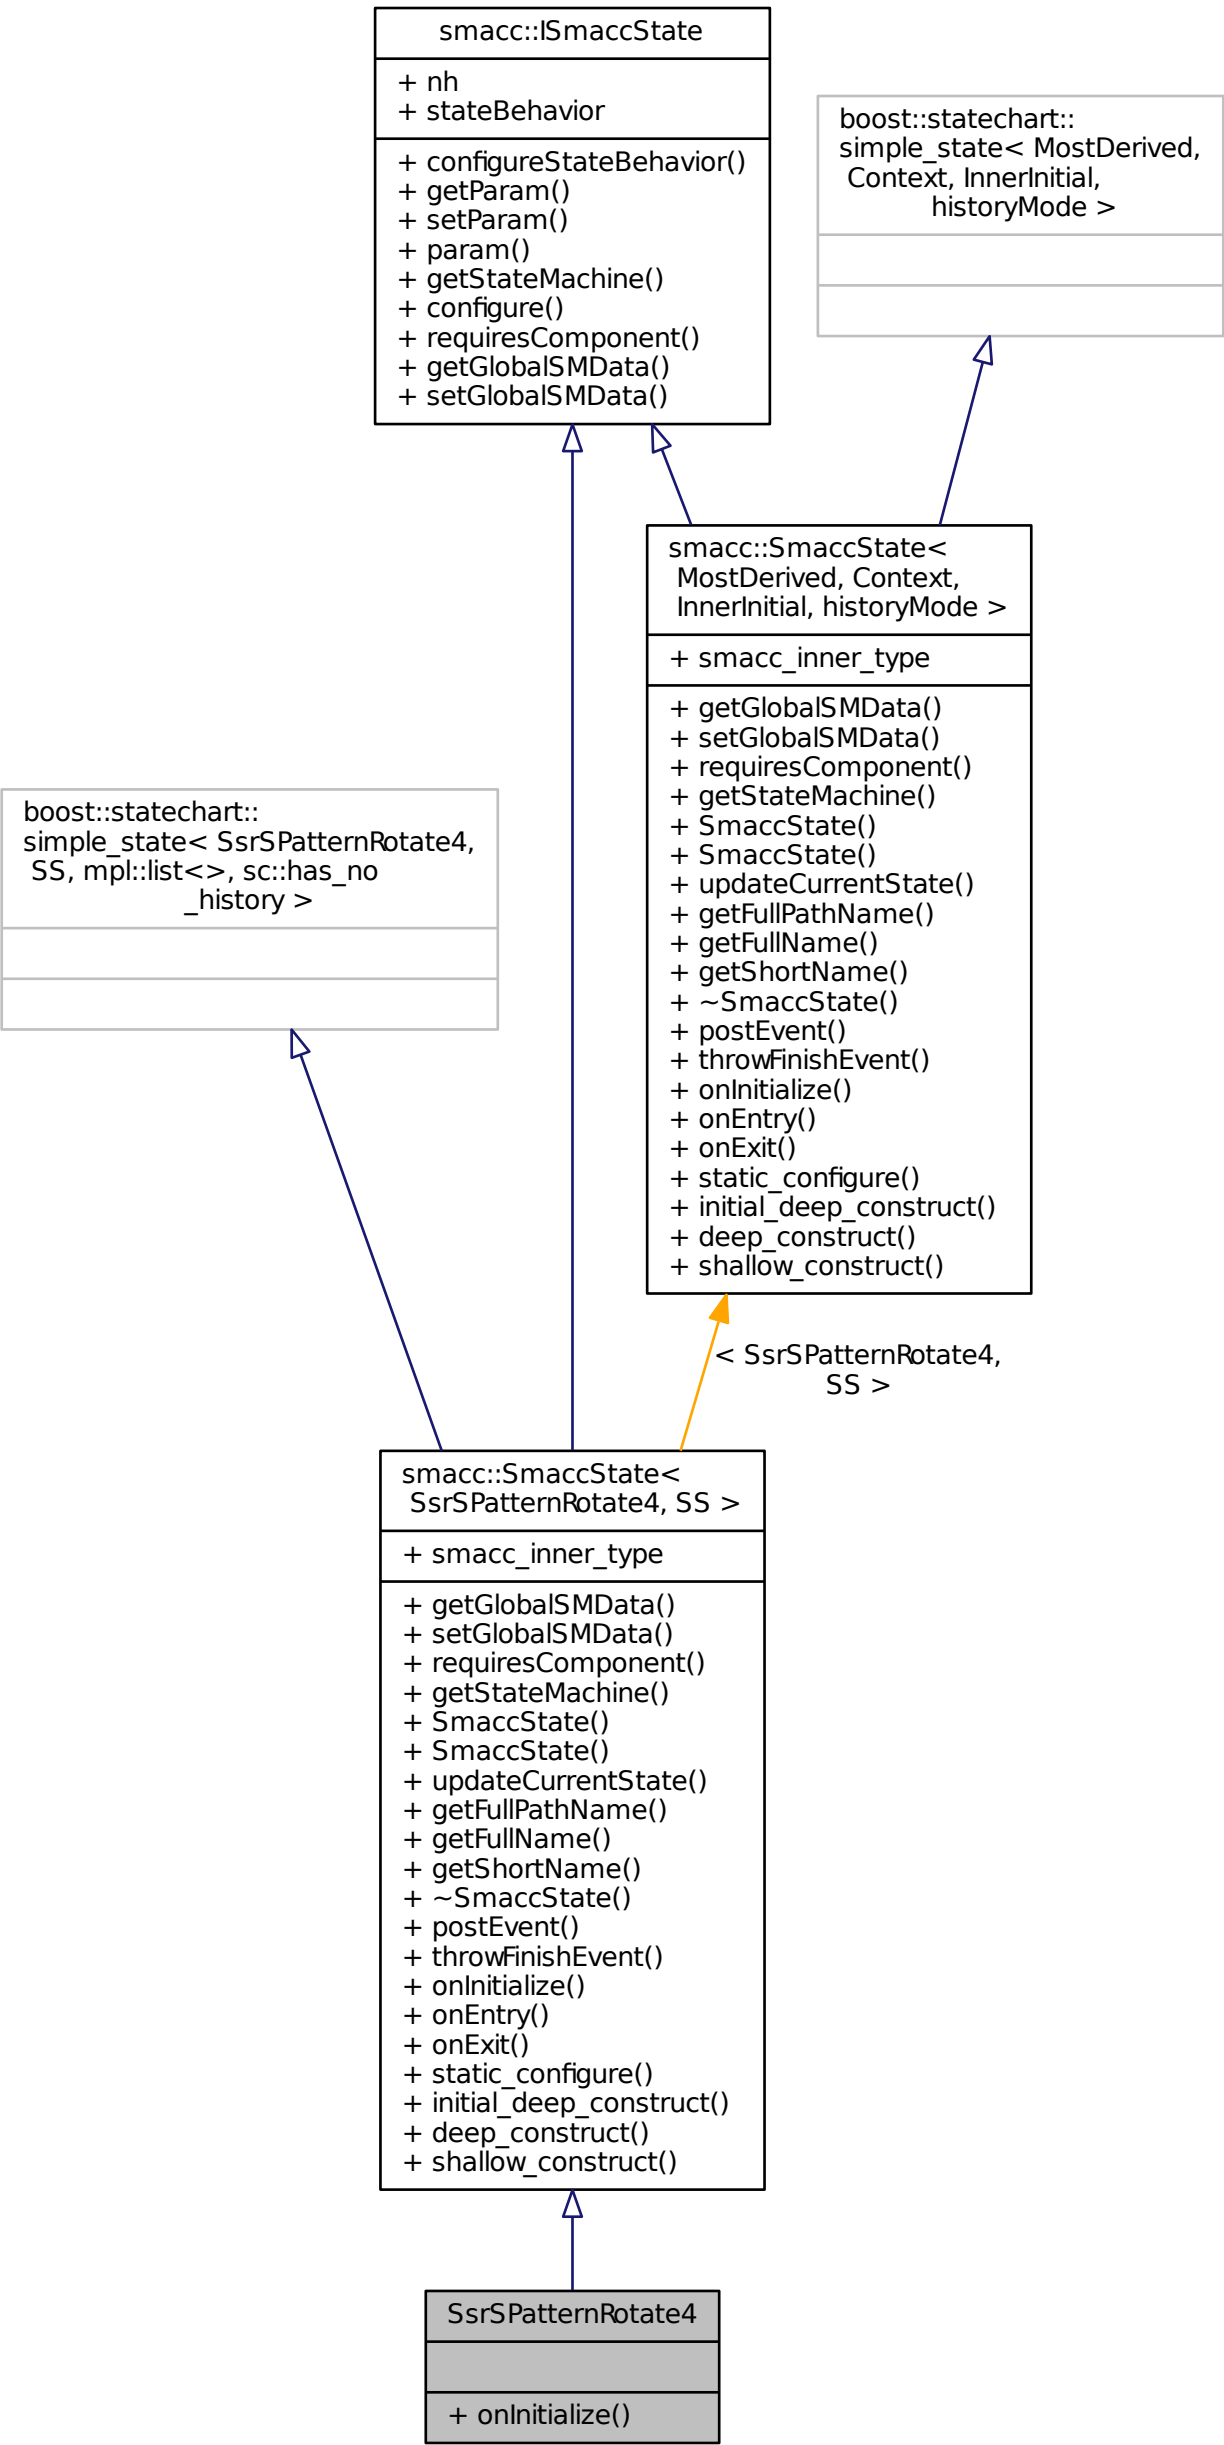 smacc::ISmaccState
+ nh
+ stateBehavior
+ configureStateBehavior()
+ getParam()
+ setParam()
+ param()
+ getStateMachine()
+ configure()
+ requiresComponent()
+ getGlobalSMData()
+ setGlobalSMData()
boost::statechart::
simple_state< MostDerived,
Context, InnerInitial,
historyMode >
smacc::SmaccState<
MostDerived, Context,
InnerInitial, historyMode >
+ smacc_inner_type
+ getGlobalSMData()
+ setGlobalSMData()
+ requiresComponent()
+ getStateMachine()
+ SmaccState()
+ SmaccState()
+ updateCurrentState()
+ getFullPathName()
+ getFullName()
+ getShortName()
+ ~SmaccState()
+ postEvent()
+ throwFinishEvent()
+ onInitialize()
+ onEntry()
+ onExit()
+ static_configure()
+ initial_deep_construct()
+ deep_construct()
+ shallow_construct()
boost::statechart::
simple_state< SsrSPatternRotate4,
SS, mpl::list<>, sc::has_no
_history >
< SsrSPatternRotate4,
SS >
smacc::SmaccState<
SsrSPatternRotate4, SS >
+ smacc_inner_type
+ getGlobalSMData()
+ setGlobalSMData()
+ requiresComponent()
+ getStateMachine()
+ SmaccState()
+ SmaccState()
+ updateCurrentState()
+ getFullPathName()
+ getFullName()
+ getShortName()
+ ~SmaccState()
+ postEvent()
+ throwFinishEvent()
+ onInitialize()
+ onEntry()
+ onExit()
+ static_configure()
+ initial_deep_construct()
+ deep_construct()
+ shallow_construct()
SsrSPatternRotate4
+ onInitialize()